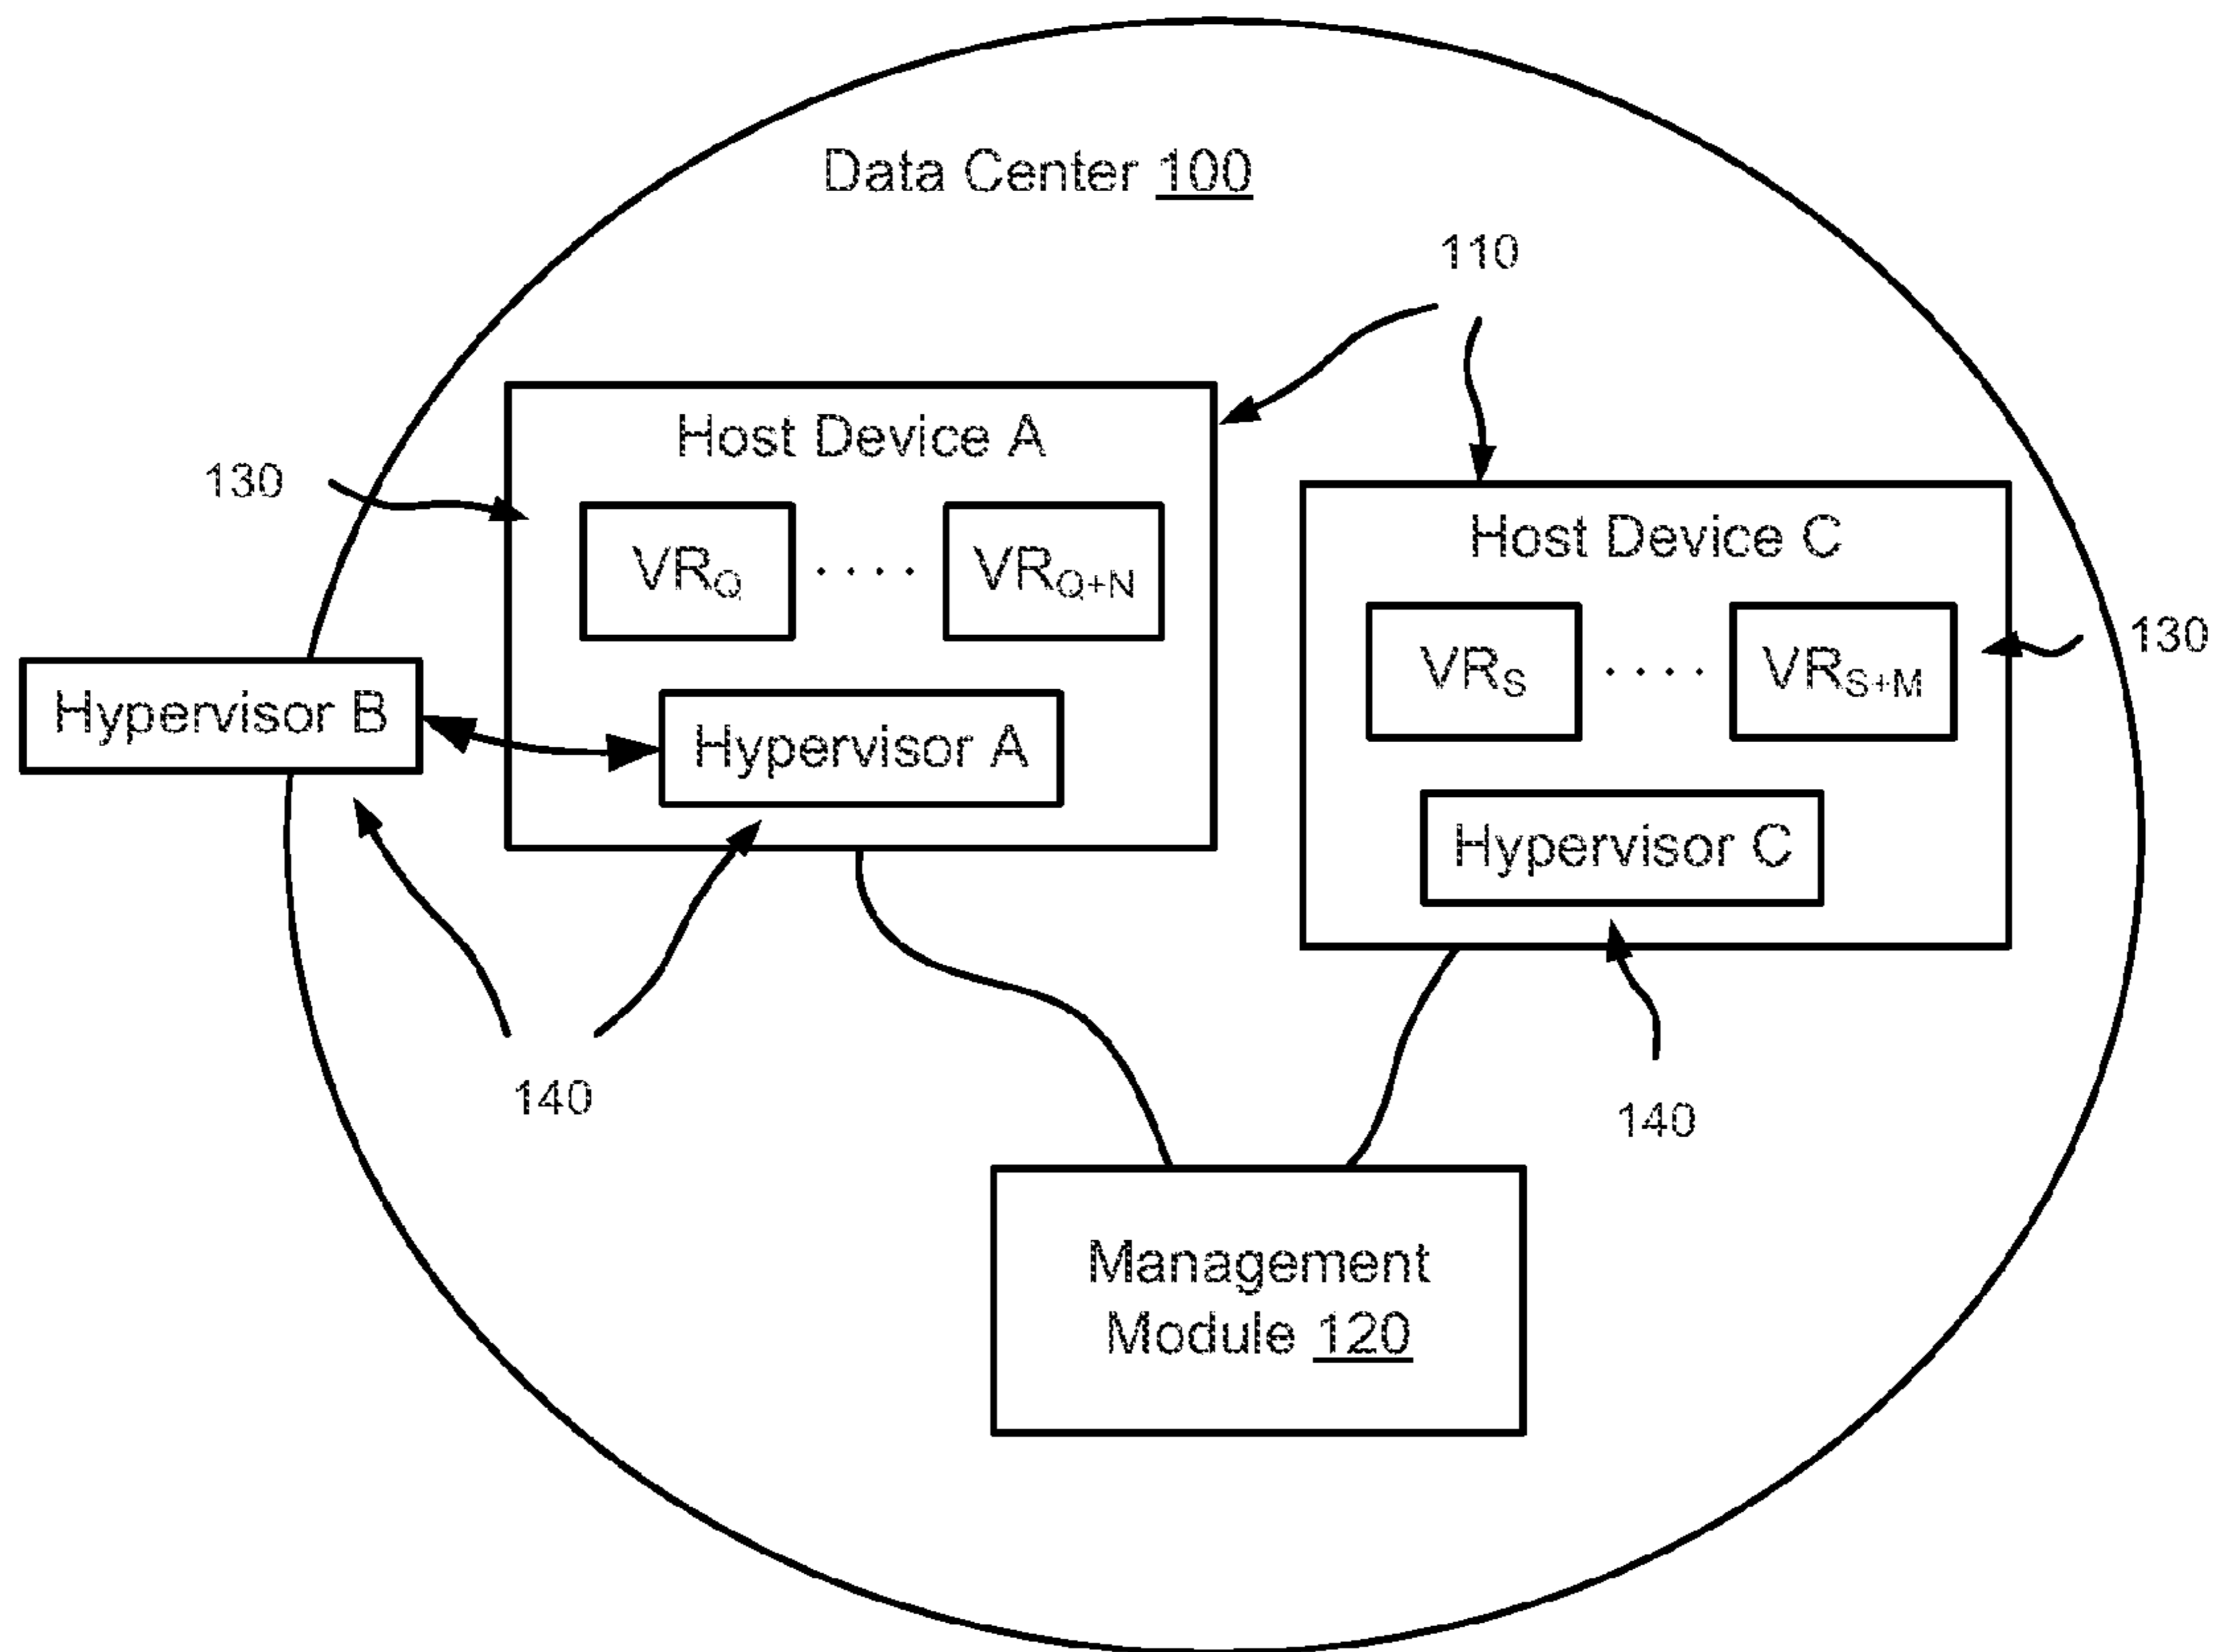 Data Center 100
110
Host Device A
130
VRQ . . . . VRQ+N
Host Device C
VRS . . . . VRS+M
130
Hypervisor B
Hypervisor A
Hypervisor C
140
140
Management
Module 120